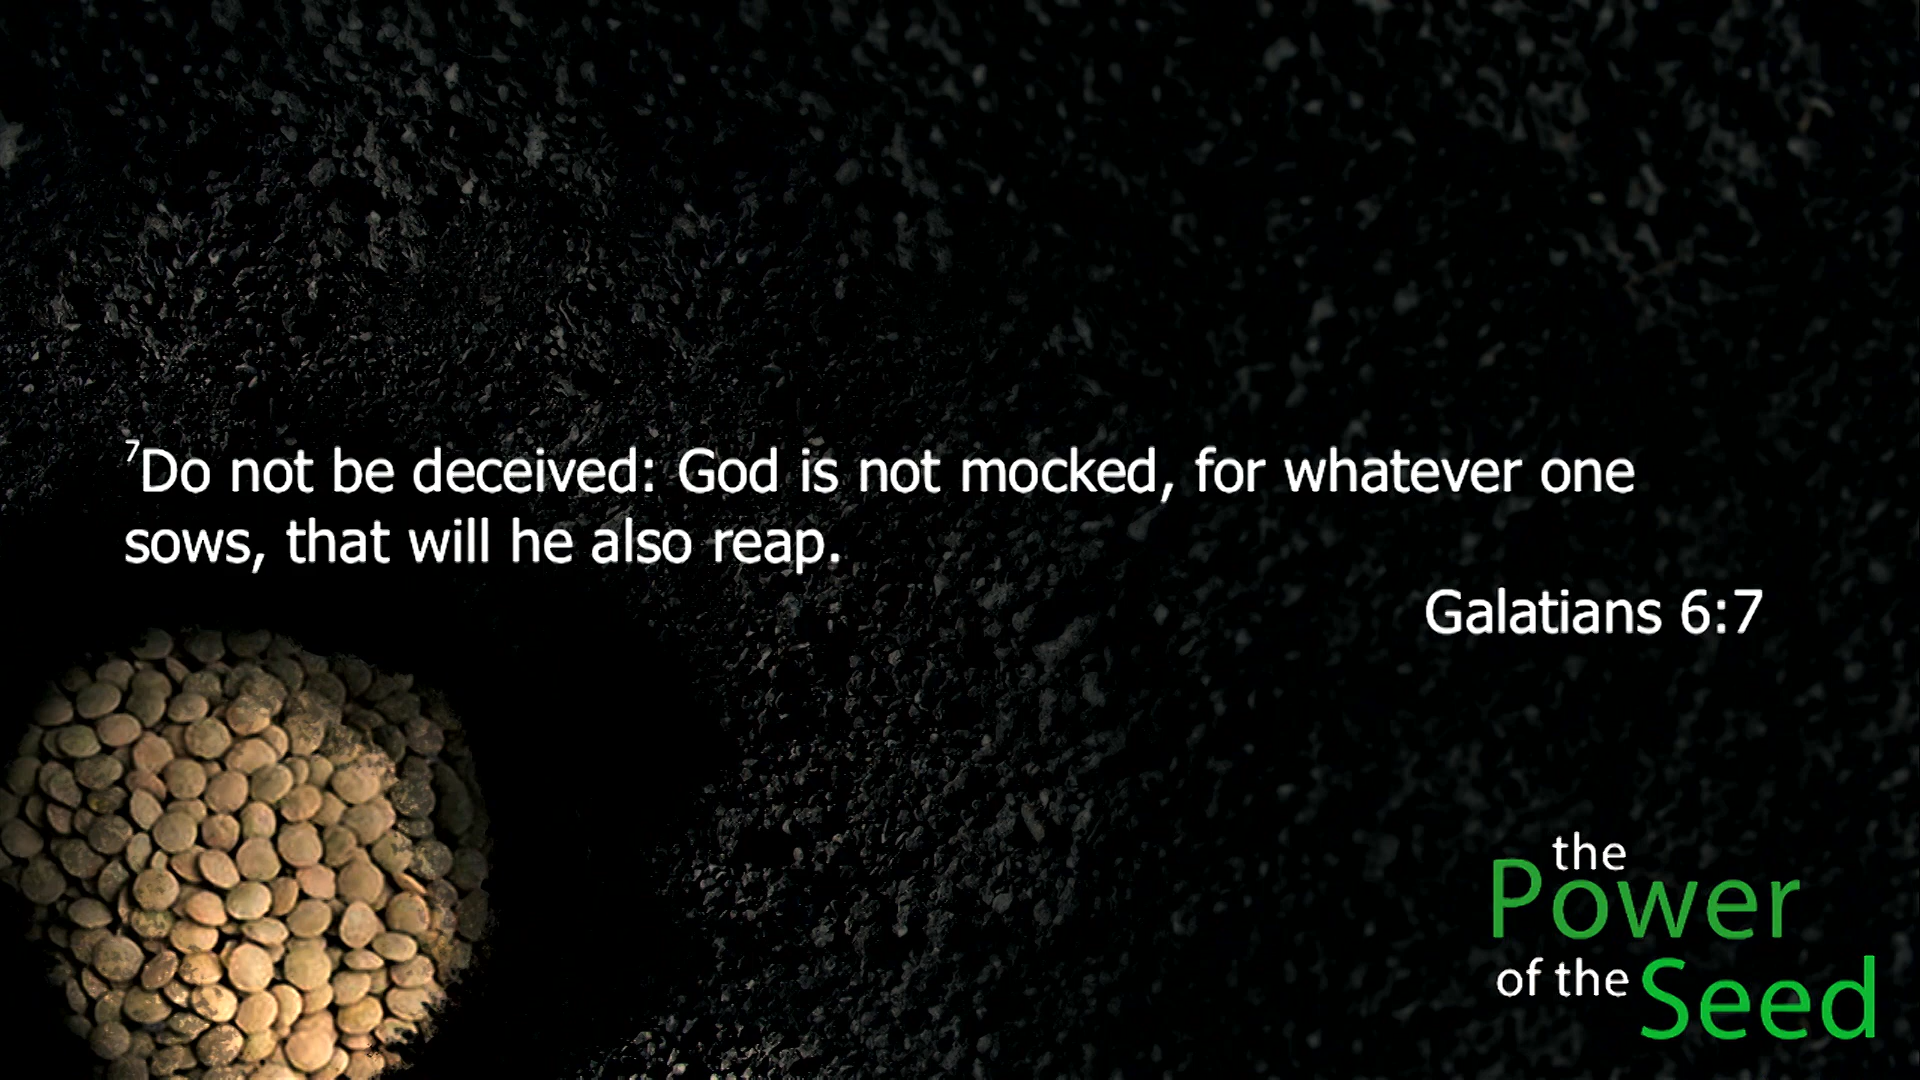 ⁷Do not be deceived: God is not mocked, for whatever one
sows, that will he also reap.
Galatians 6:7
the
Power
of the Seed